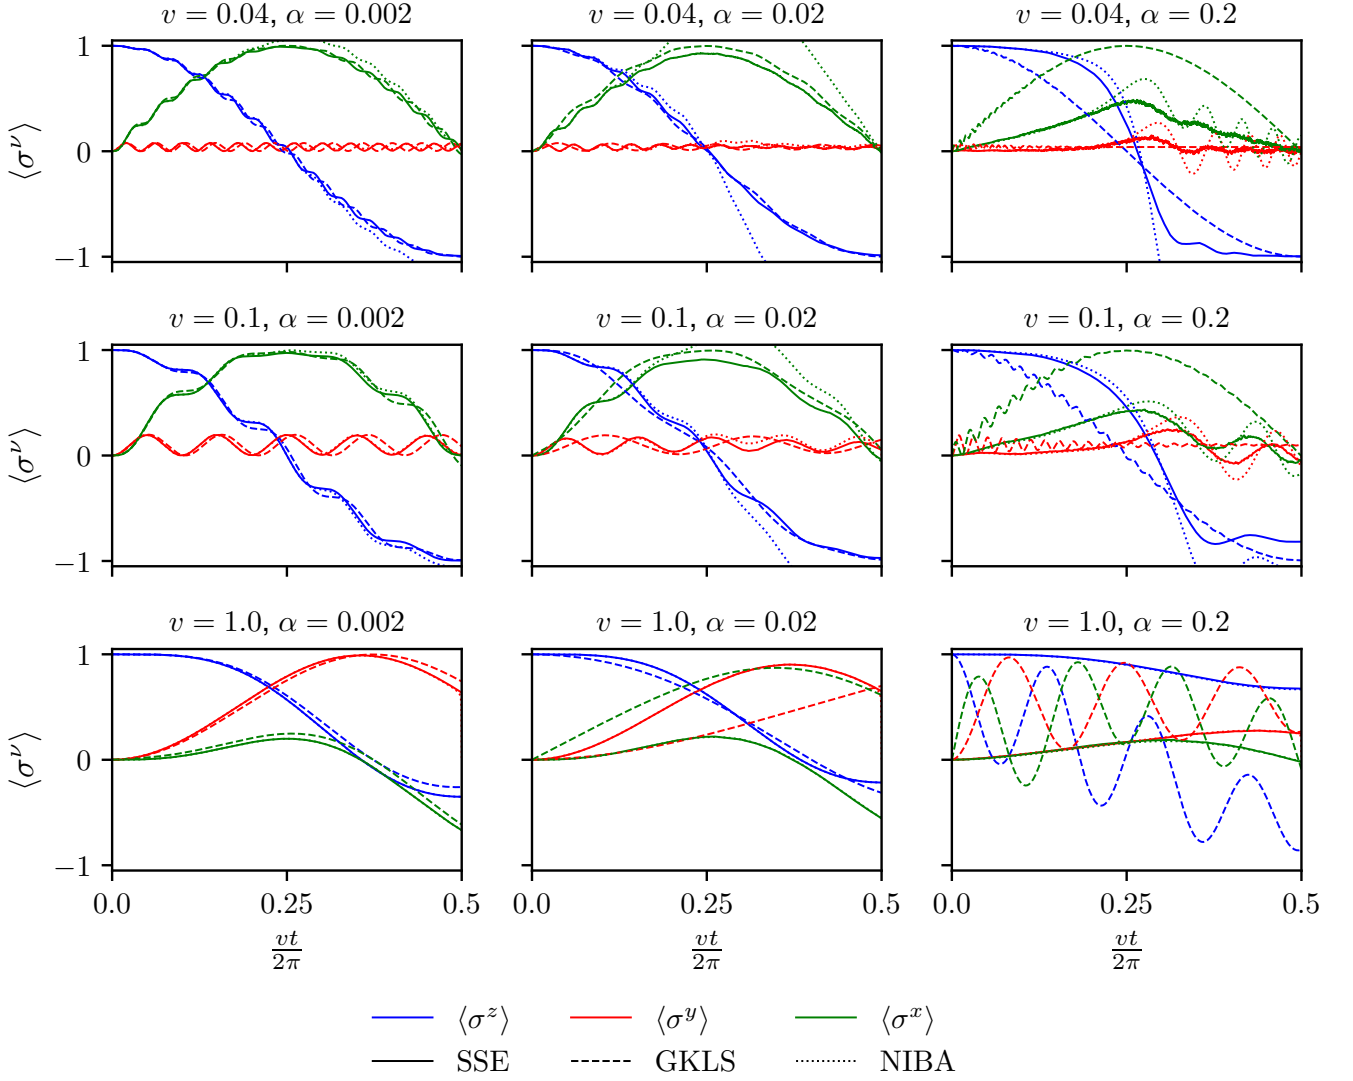 v = 0.04, α = 0.002
v = 0.04, α = 0.02
v = 0.04, α = 0.2
⟨σ^ν⟩
1
0
−1
v = 0.1, α = 0.002
v = 0.1, α = 0.02
v = 0.1, α = 0.2
⟨σ^ν⟩
1
0
−1
v = 1.0, α = 0.002
v = 1.0, α = 0.02
v = 1.0, α = 0.2
⟨σ^ν⟩
1
0
−1
0.0 0.25 0.5
0.0 0.25 0.5
0.0 0.25 0.5
vt/2π
vt/2π
vt/2π
⟨σ^z⟩ ⟨σ^y⟩ ⟨σ^x⟩
SSE GKLS NIBA